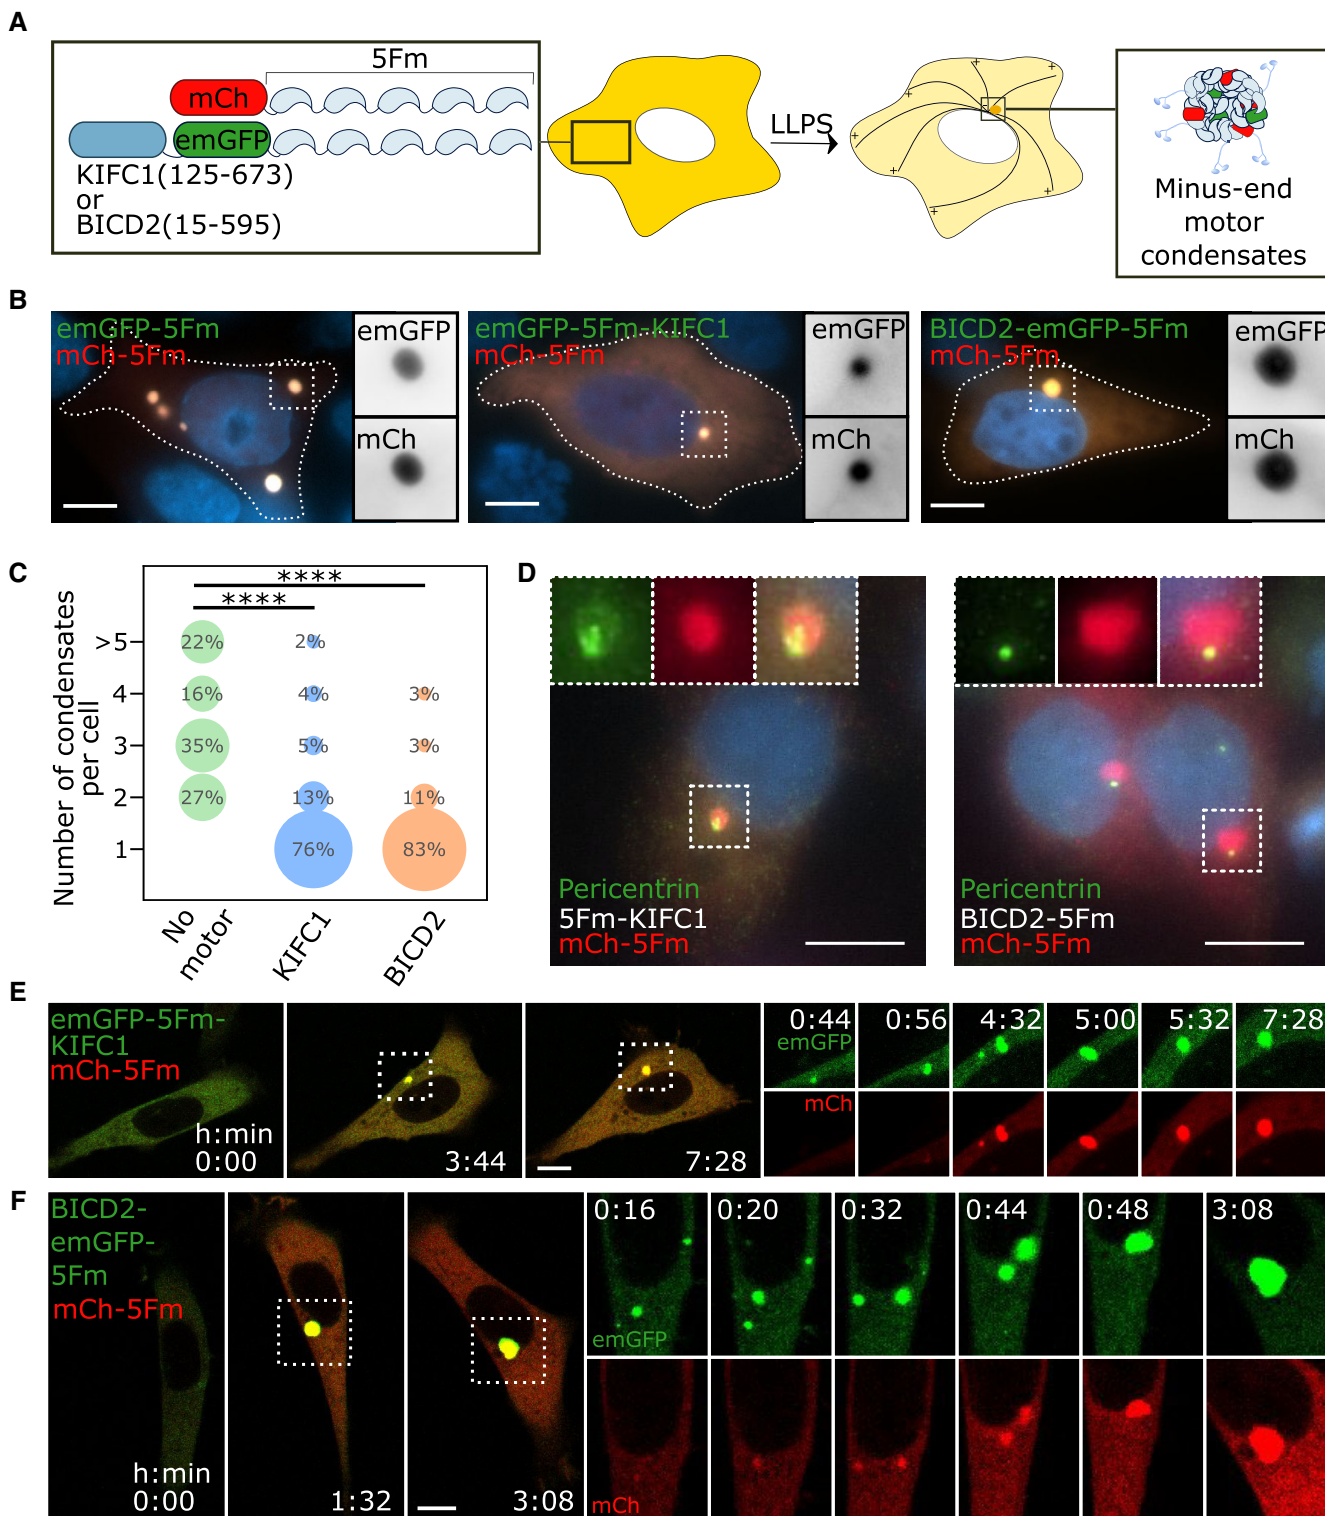 A
5Fm
mCh
emGFP
KIFC1(125-673)
or
BICD2(15-595)
LLPS
+
+
+
+
+
+
+
Minus-end
motor
condensates
B
emGFP-5Fm
mCh-5Fm
emGFP
mCh
emGFP-5Fm-KIFC1
mCh-5Fm
emGFP
mCh
BICD2-emGFP-5Fm
mCh-5Fm
emGFP
mCh
C
****
****
Number of condensates
per cell
>5
4
3
2
1
22%
2%
16%
4%
3%
35%
5%
3%
27%
13%
11%
76%
83%
No
motor
KIFC1
BICD2
D
Pericentrin
5Fm-KIFC1
mCh-5Fm
Pericentrin
BICD2-5Fm
mCh-5Fm
E
emGFP-5Fm-
KIFC1
mCh-5Fm
h:min
0:00
3:44
7:28
0:44
0:56
4:32
5:00
5:32
7:28
emGFP
mCh
F
BICD2-
emGFP-
5Fm
mCh-5Fm
h:min
0:00
1:32
3:08
0:16
0:20
0:32
0:44
0:48
3:08
emGFP
mCh